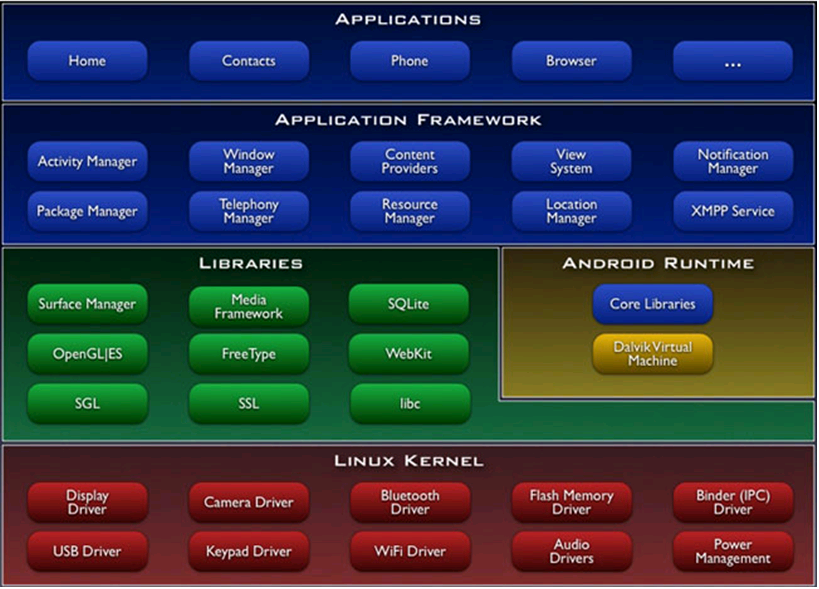 APPLICATIONS
Home
Contacts
Phone
Browser
...
APPLICATION FRAMEWORK
Activity Manager
Window
Manager
Content
Providers
View
System
Notification
Manager
Package Manager
Telephony
Manager
Resource
Manager
Location
Manager
XMPP Service
LIBRARIES
Surface Manager
Media
Framework
SQLite
OpenGL|ES
FreeType
WebKit
SGL
SSL
libc
ANDROID RUNTIME
Core Libraries
Dalvik Virtual
Machine
LINUX KERNEL
Display
Driver
Camera Driver
Bluetooth
Driver
Flash Memory
Driver
Binder (IPC)
Driver
USB Driver
Keypad Driver
WiFi Driver
Audio
Drivers
Power
Management